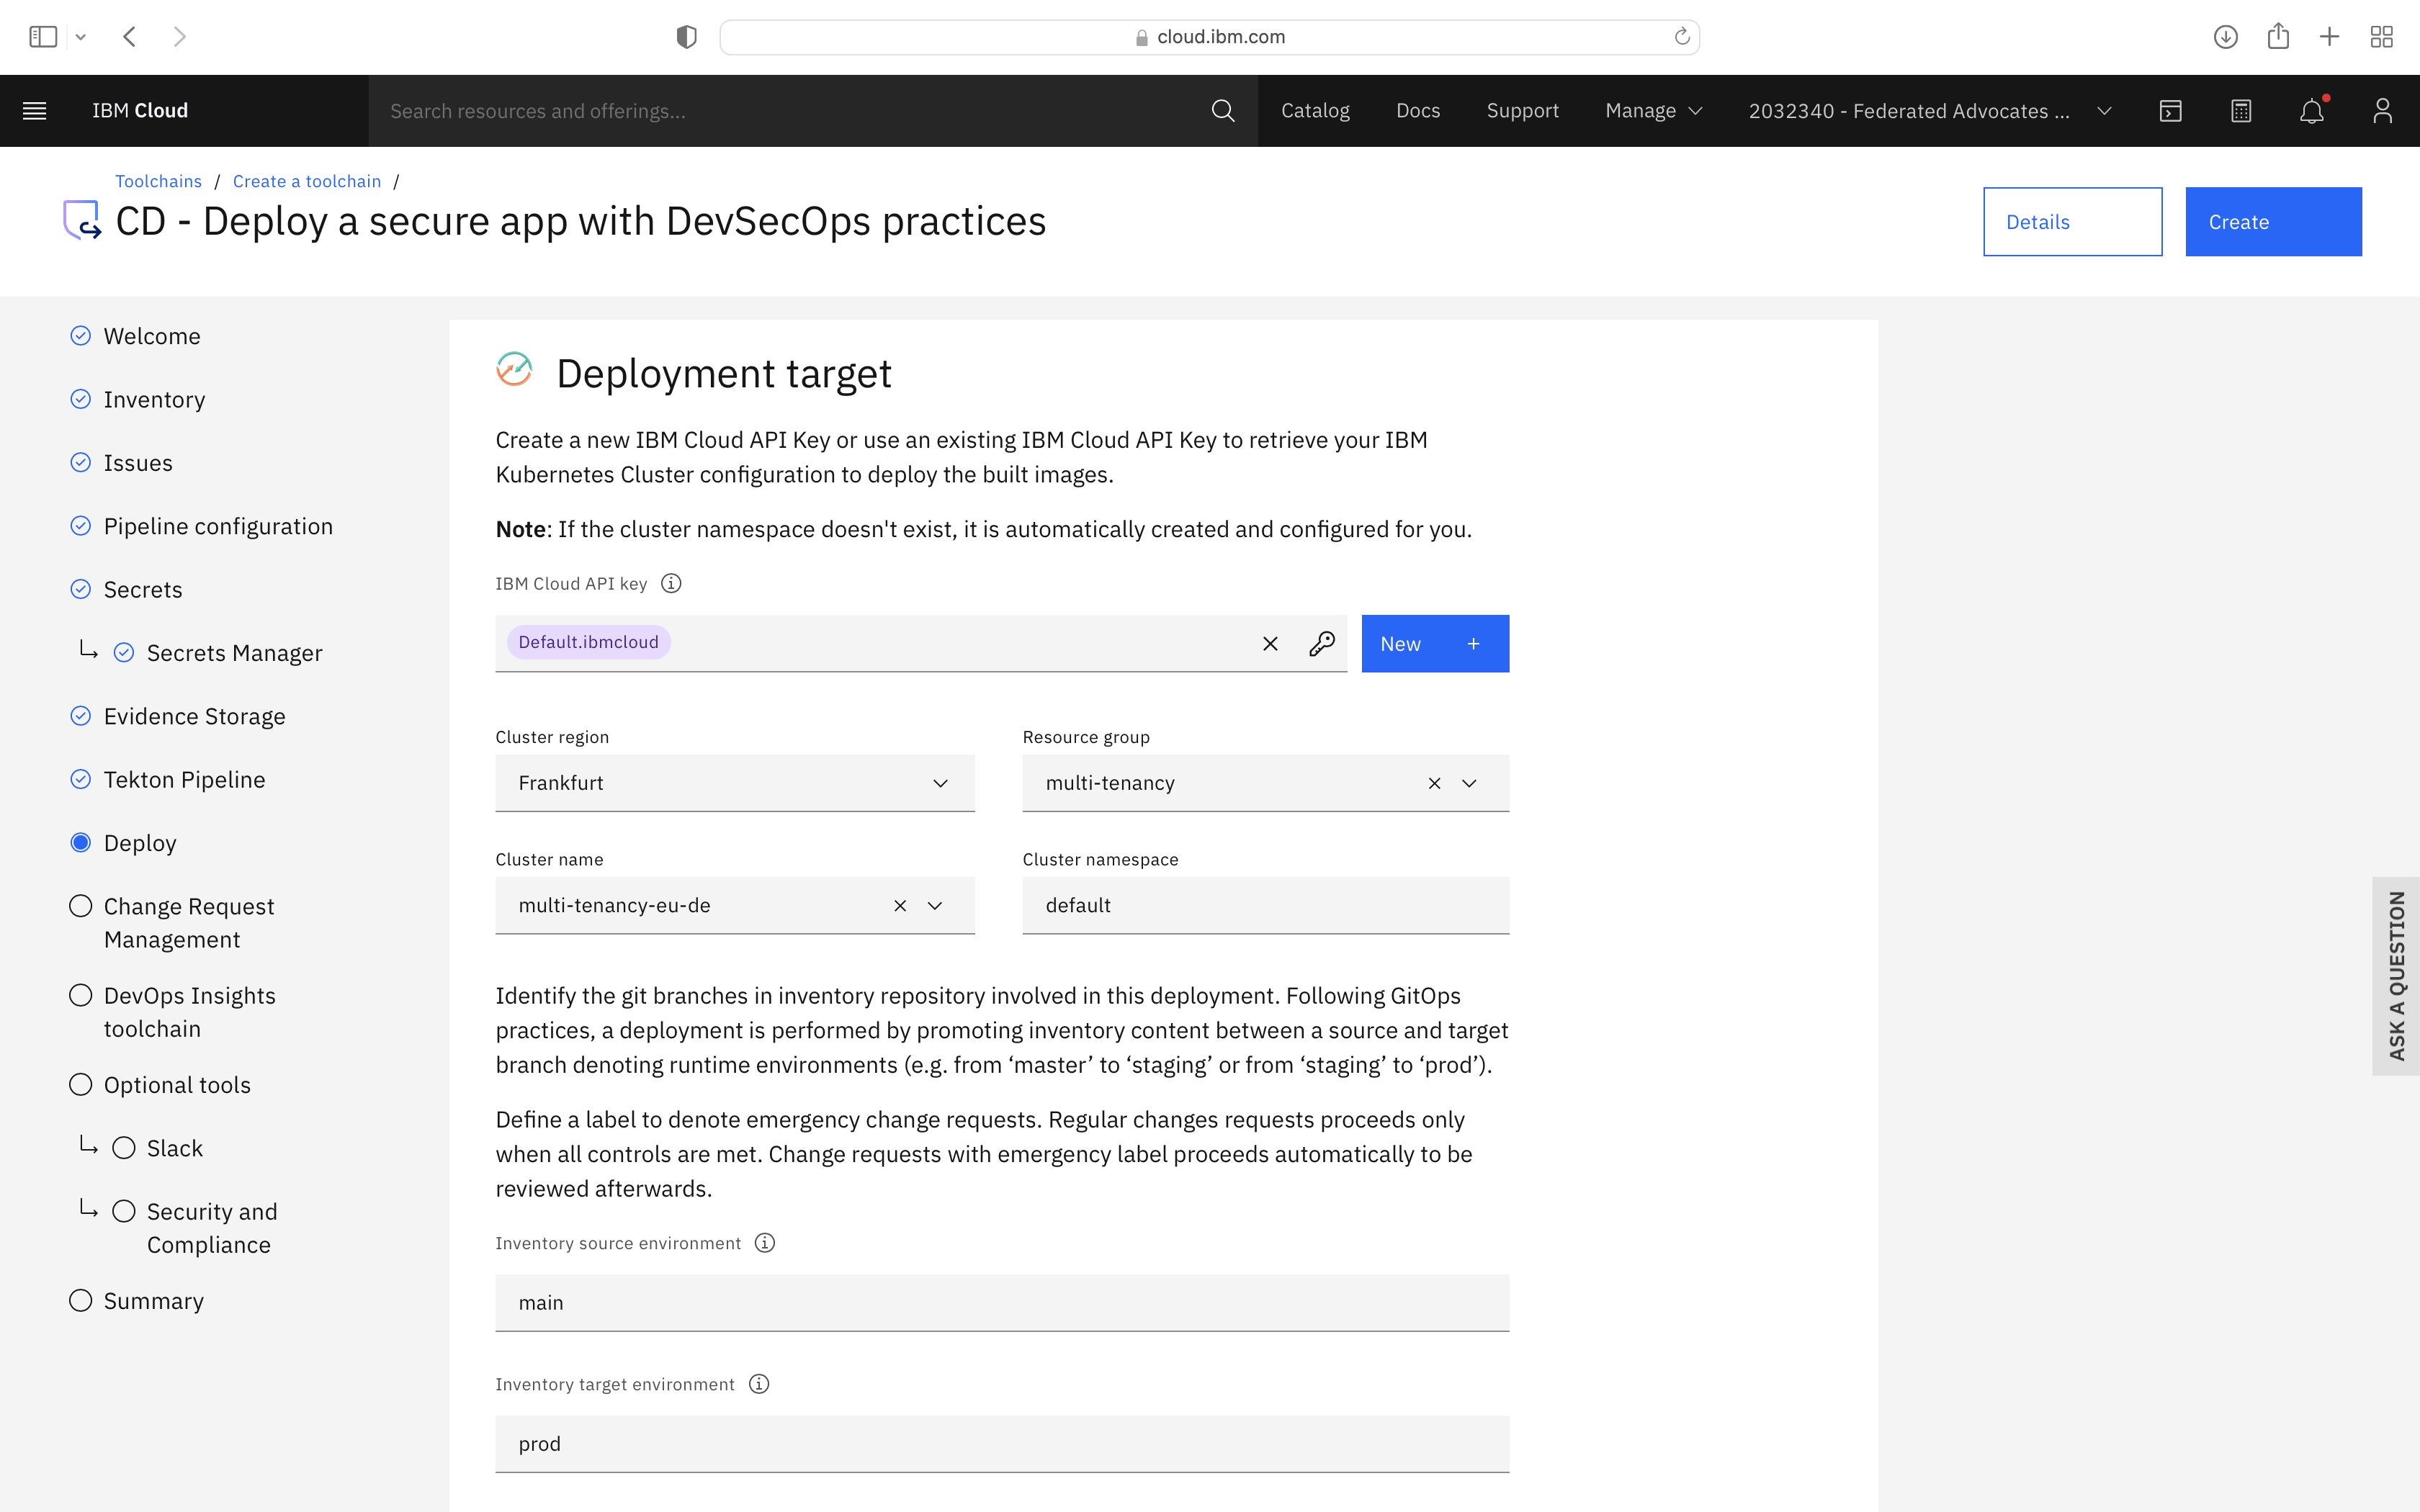 cloud.ibm.com
IBM Cloud
Search resources and offerings...
Catalog
Docs
Support
Manage
2032340 - Federated Advocates ...
Toolchains / Create a toolchain /
CD - Deploy a secure app with DevSecOps practices
Details
Create
Welcome
Inventory
Issues
Pipeline configuration
Secrets
Secrets Manager
Evidence Storage
Tekton Pipeline
Deploy
Change Request
Management
DevOps Insights
toolchain
Optional tools
Slack
Security and
Compliance
Summary
Deployment target
Create a new IBM Cloud API Key or use an existing IBM Cloud API Key to retrieve your IBM
Kubernetes Cluster configuration to deploy the built images.
Note: If the cluster namespace doesn't exist, it is automatically created and configured for you.
IBM Cloud API key
Default.ibmcloud
New +
Cluster region
Frankfurt
Resource group
multi-tenancy
Cluster name
multi-tenancy-eu-de
Cluster namespace
default
Identify the git branches in inventory repository involved in this deployment. Following GitOps
practices, a deployment is performed by promoting inventory content between a source and target
branch denoting runtime environments (e.g. from ‘master’ to ‘staging’ or from ‘staging’ to ‘prod’).
Define a label to denote emergency change requests. Regular changes requests proceeds only
when all controls are met. Change requests with emergency label proceeds automatically to be
reviewed afterwards.
Inventory source environment
main
Inventory target environment
prod
ASK A QUESTION